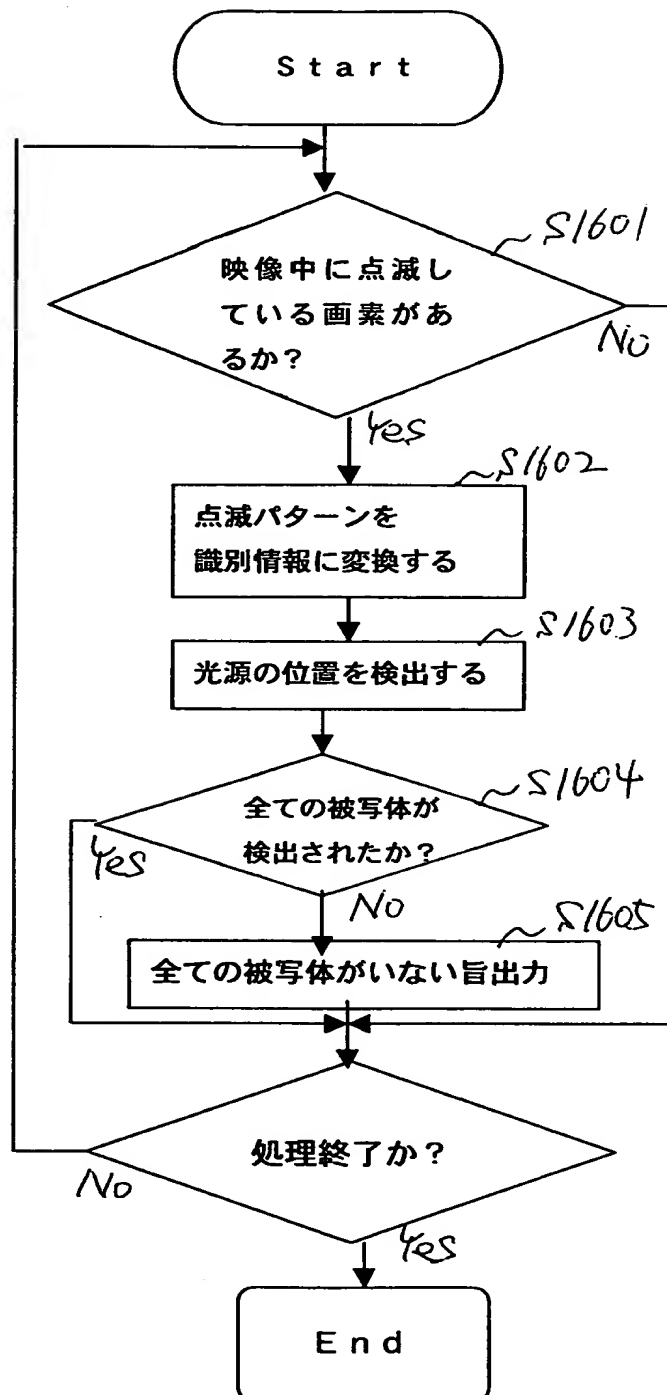 Start
S1601
映像中に点滅し
ている画素があ
るか？
No
Yes
S1602
点滅パターンを
識別情報に変換する
S1603
光源の位置を検出する
S1604
全ての被写体が
検出されたか？
Yes
No
S1605
全ての被写体がいない旨出力
処理終了か？
No
Yes
End